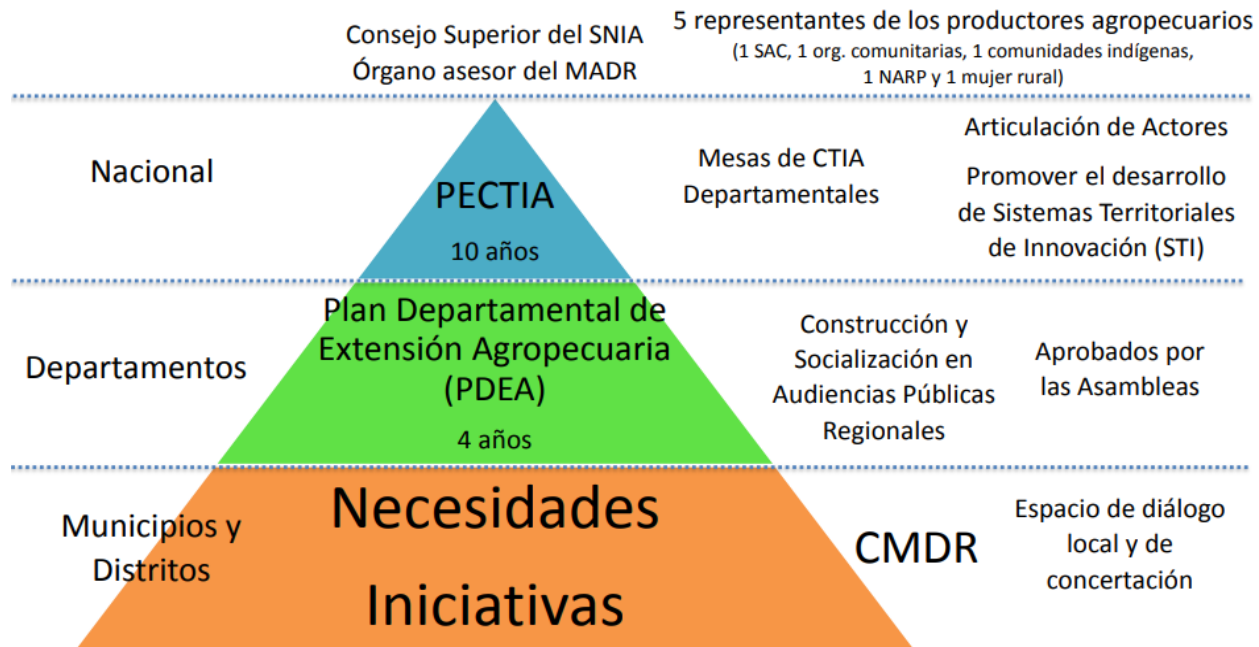 Consejo Superior del SNIA
Órgano asesor del MADR
5 representantes de los productores agropecuarios
(1 SAC, 1 org. comunitarias, 1 comunidades indígenas,
1 NARP y 1 mujer rural)
Nacional
PECTIA
10 años
Mesas de CTIA
Departamentales
Articulación de Actores
Promover el desarrollo
de Sistemas Territoriales
de Innovación (STI)
Departamentos
Plan Departamental de
Extensión Agropecuaria
(PDEA)
4 años
Construcción y
Socialización en
Audiencias Públicas
Regionales
Aprobados por
las Asambleas
Municipios y
Distritos
Necesidades
Iniciativas
CMDR
Espacio de diálogo
local y de
concertación